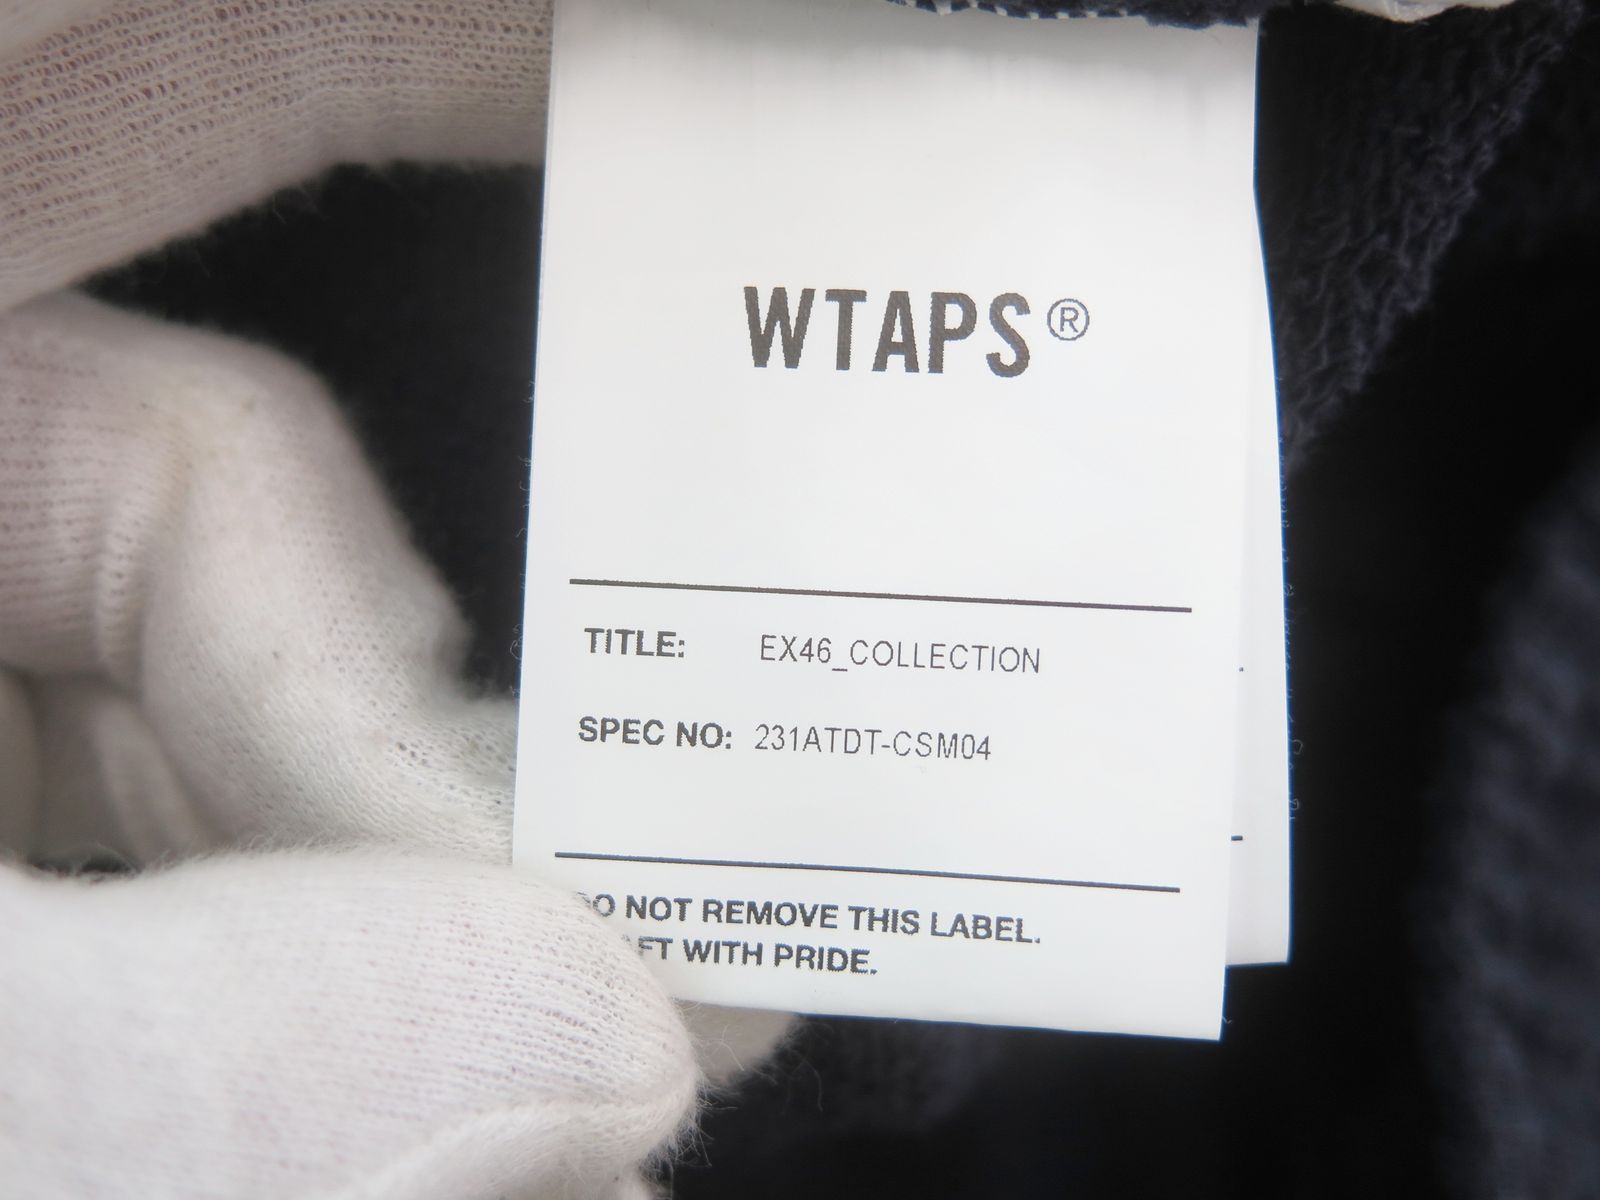 WTAPS®
TITLE: EX46_COLLECTION
SPEC NO: 231ATDT-CSM04
NOT REMOVE THIS LABEL.
WITH PRIDE.